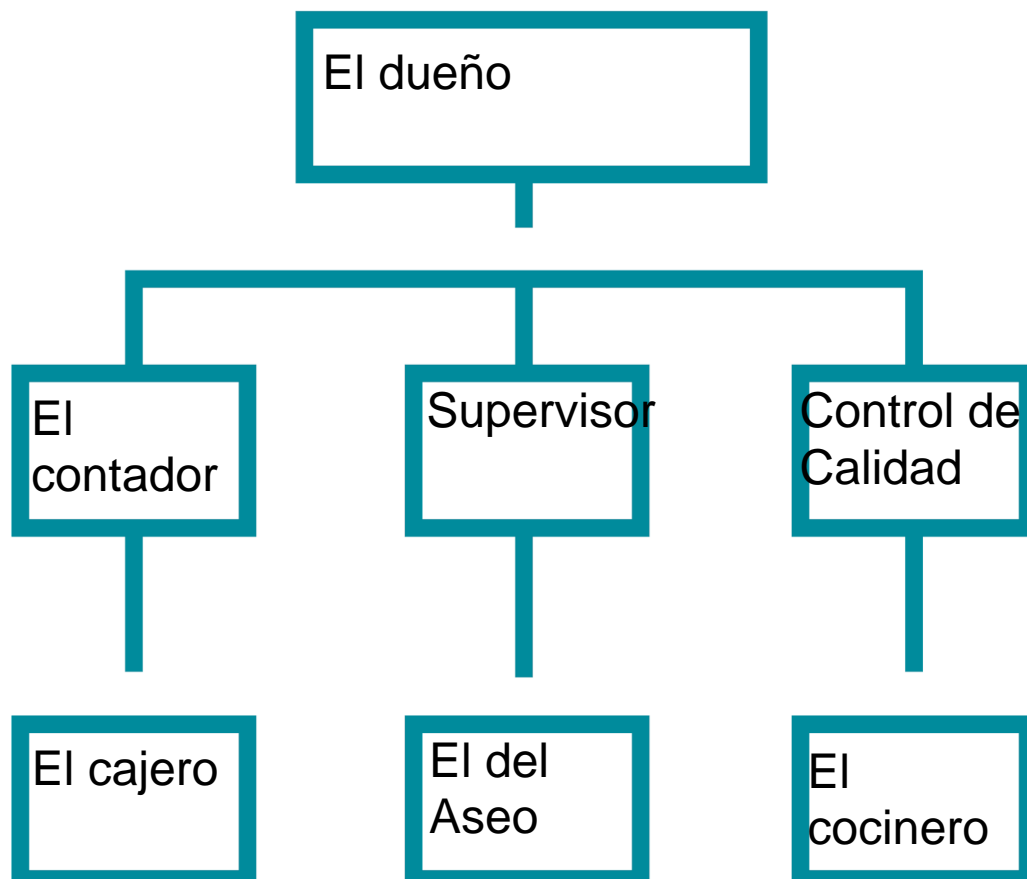 El dueño
El
contador
Supervisor
Control de
Calidad
El cajero
El del
Aseo
El
cocinero